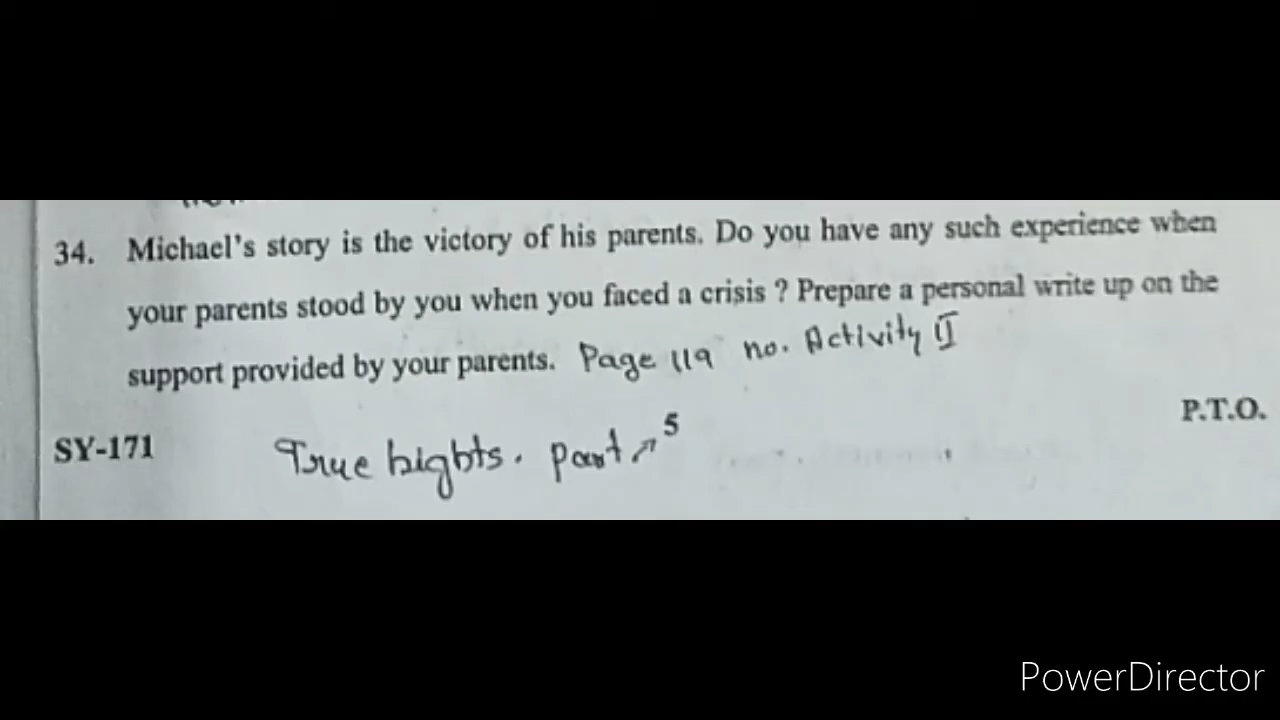 34. Michael's story is the victory of his parents. Do you have any such experience when
your parents stood by you when you faced a crisis ? Prepare a personal write up on the
support provided by your parents. Page 119 no. Activity II
P.T.O.
SY-171 True hights. part 5
PowerDirector